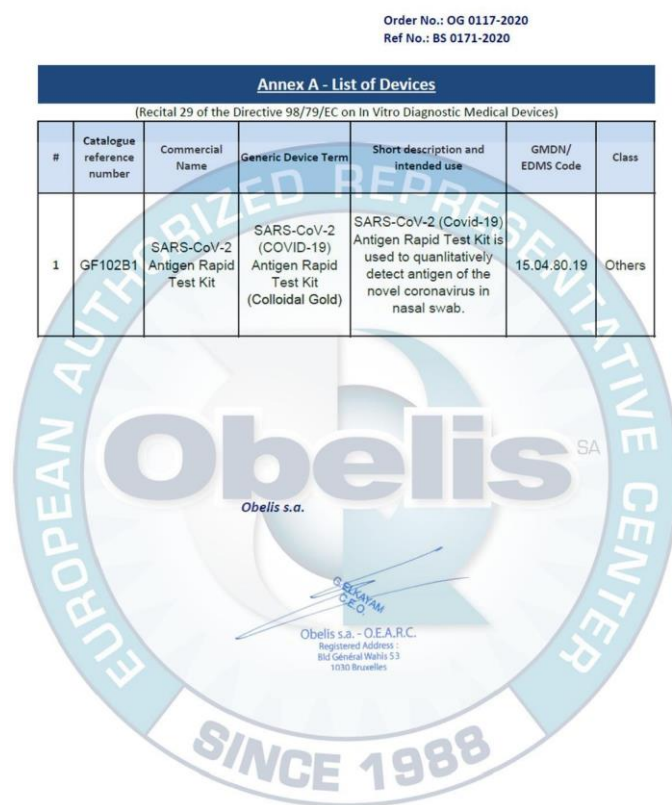 Order No.: OG 0117-2020
Ref No.: BS 0171-2020
Annex A - List of Devices
(Recital 29 of the Directive 98/79/EC on In Vitro Diagnostic Medical Devices)
#
Catalogue
reference
number
Commercial
Name
Generic Device Term
Short description and
intended use
GMDN/
EDMS Code
Class
1
GF102B1
SARS-CoV-2
Antigen Rapid
Test Kit
SARS-CoV-2
(COVID-19)
Antigen Rapid
Test Kit
(Colloidal Gold)
SARS-CoV-2 (Covid-19)
Antigen Rapid Test Kit is
used to quanlitatively
detect antigen of the
novel coronavirus in
nasal swab.
15.04.80.19
Others
EUROPEAN AUTHORIZED REPRESENTATIVE CENTER
Obelis SA
Obelis s.a.
G. ELKAYAM
C.E.O.
Obelis s.a. - O.E.A.R.C.
Registered Address :
Bld Général Wahis 53
1030 Bruxelles
SINCE 1988